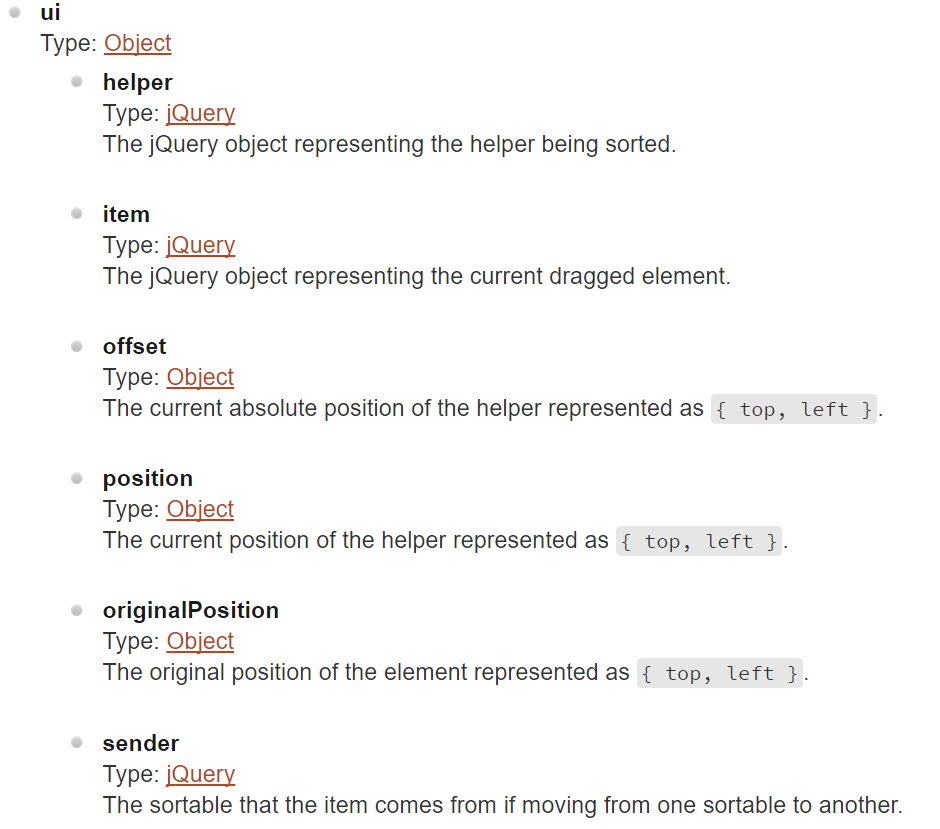 ui
Type: Object
helper
Type: jQuery
The jQuery object representing the helper being sorted.
item
Type: jQuery
The jQuery object representing the current dragged element.
offset
Type: Object
The current absolute position of the helper represented as { top, left }.
position
Type: Object
The current position of the helper represented as { top, left }.
originalPosition
Type: Object
The original position of the element represented as { top, left }.
sender
Type: jQuery
The sortable that the item comes from if moving from one sortable to another.